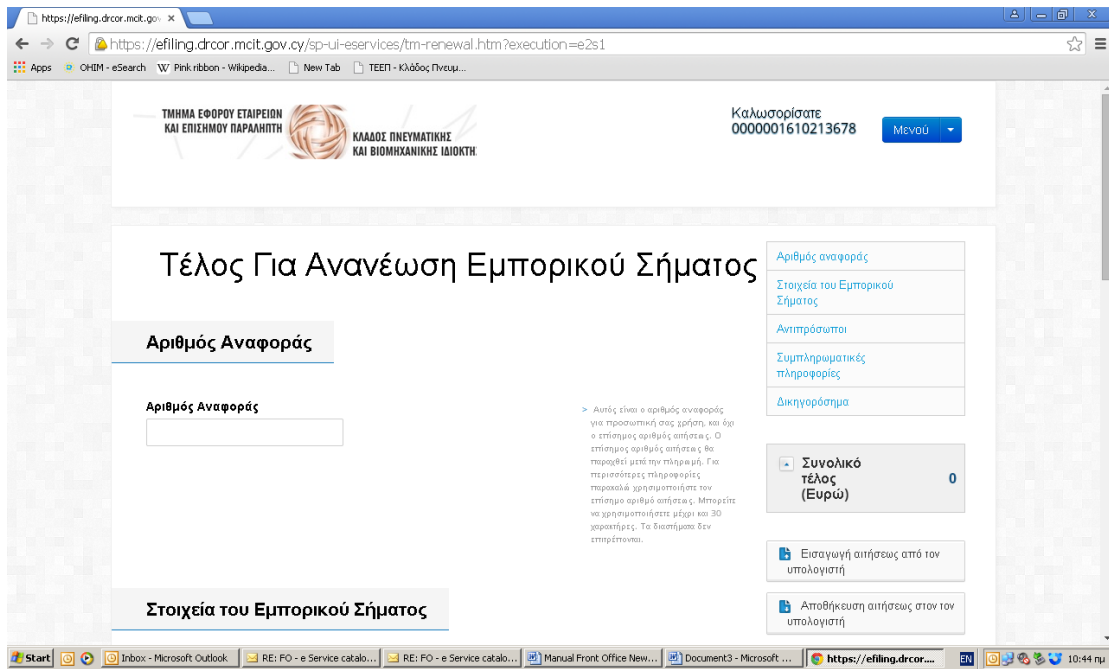 https://efiling.drcor.mcit.gov
https://efiling.drcor.mcit.gov.cy/sp-ui-eservices/tm-renewal.htm?execution=e2s1
Apps OHIM - eSearch Pink ribbon - Wikipedia... New Tab ΤΕΕΠ - Κλάδος Πνευμ...
ΤΜΗΜΑ ΕΦΟΡΟΥ ΕΤΑΙΡΕΙΩΝ
ΚΑΙ ΕΠΙΣΗΜΟΥ ΠΑΡΑΛΗΠΤΗ
ΚΛΑΔΟΣ ΠΝΕΥΜΑΤΙΚΗΣ
ΚΑΙ ΒΙΟΜΗΧΑΝΙΚΗΣ ΙΔΙΟΚΤΗ
Καλωσορίσατε
0000001610213678
Μενού
Τέλος Για Ανανέωση Εμπορικού Σήματος
Αριθμός Αναφοράς
Αριθμός Αναφοράς
> Αυτός είναι ο αριθμός αναφοράς
για προσωπική σας χρήση, και όχι
ο επίσημος αριθμός αιτήσεως. Ο
επίσημος αριθμός αιτήσεως θα
παραχθεί μετά την πληρωμή. Για
περισσότερες πληροφορίες
παρακαλώ χρησιμοποιήστε τον
επίσημο αριθμό αιτήσεως. Μπορείτε
να χρησιμοποιήσετε μέχρι και 30
χαρακτήρες. Τα διαστήματα δεν
επιτρέπονται.
Στοιχεία του Εμπορικού Σήματος
Αριθμός αναφοράς
Στοιχεία του Εμπορικού
Σήματος
Αντιπρόσωποι
Συμπληρωματικές
πληροφορίες
Δικηγορόσημα
Συνολικό
τέλος 0
(Ευρώ)
Εισαγωγή αιτήσεως από τον
υπολογιστή
Αποθήκευση αιτήσεως στον τον
υπολογιστή
Start Inbox - Microsoft Outlook RE: FO - e Service catalo... RE: FO - e Service catalo... Manual Front Office New... Document3 - Microsoft ... https://efiling.drcor.... EN 10:44 πμ